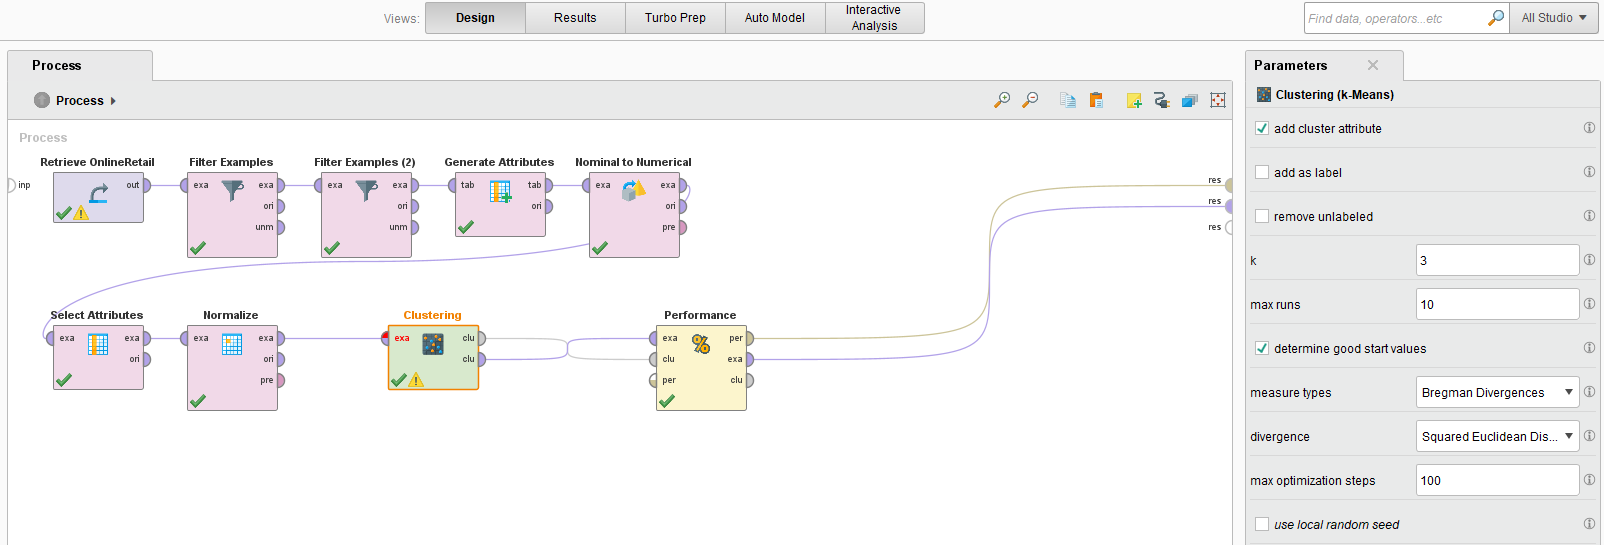 Views:
Design
Results
Turbo Prep
Auto Model
Interactive
Analysis
Find data, operators...etc
All Studio
Process
Process
Process
inp
Retrieve OnlineRetail
out
Filter Examples
exa
exa
ori
unm
Filter Examples (2)
exa
exa
ori
unm
Generate Attributes
tab
tab
ori
Nominal to Numerical
exa
exa
ori
pre
res
res
res
Select Attributes
exa
exa
ori
Normalize
exa
exa
ori
pre
Clustering
exa
clu
clu
Performance
exa
per
clu
exa
per
clu
%
Parameters
Clustering (k-Means)
add cluster attribute
add as label
remove unlabeled
k
3
max runs
10
determine good start values
measure types
Bregman Divergences
divergence
Squared Euclidean Dis...
max optimization steps
100
use local random seed